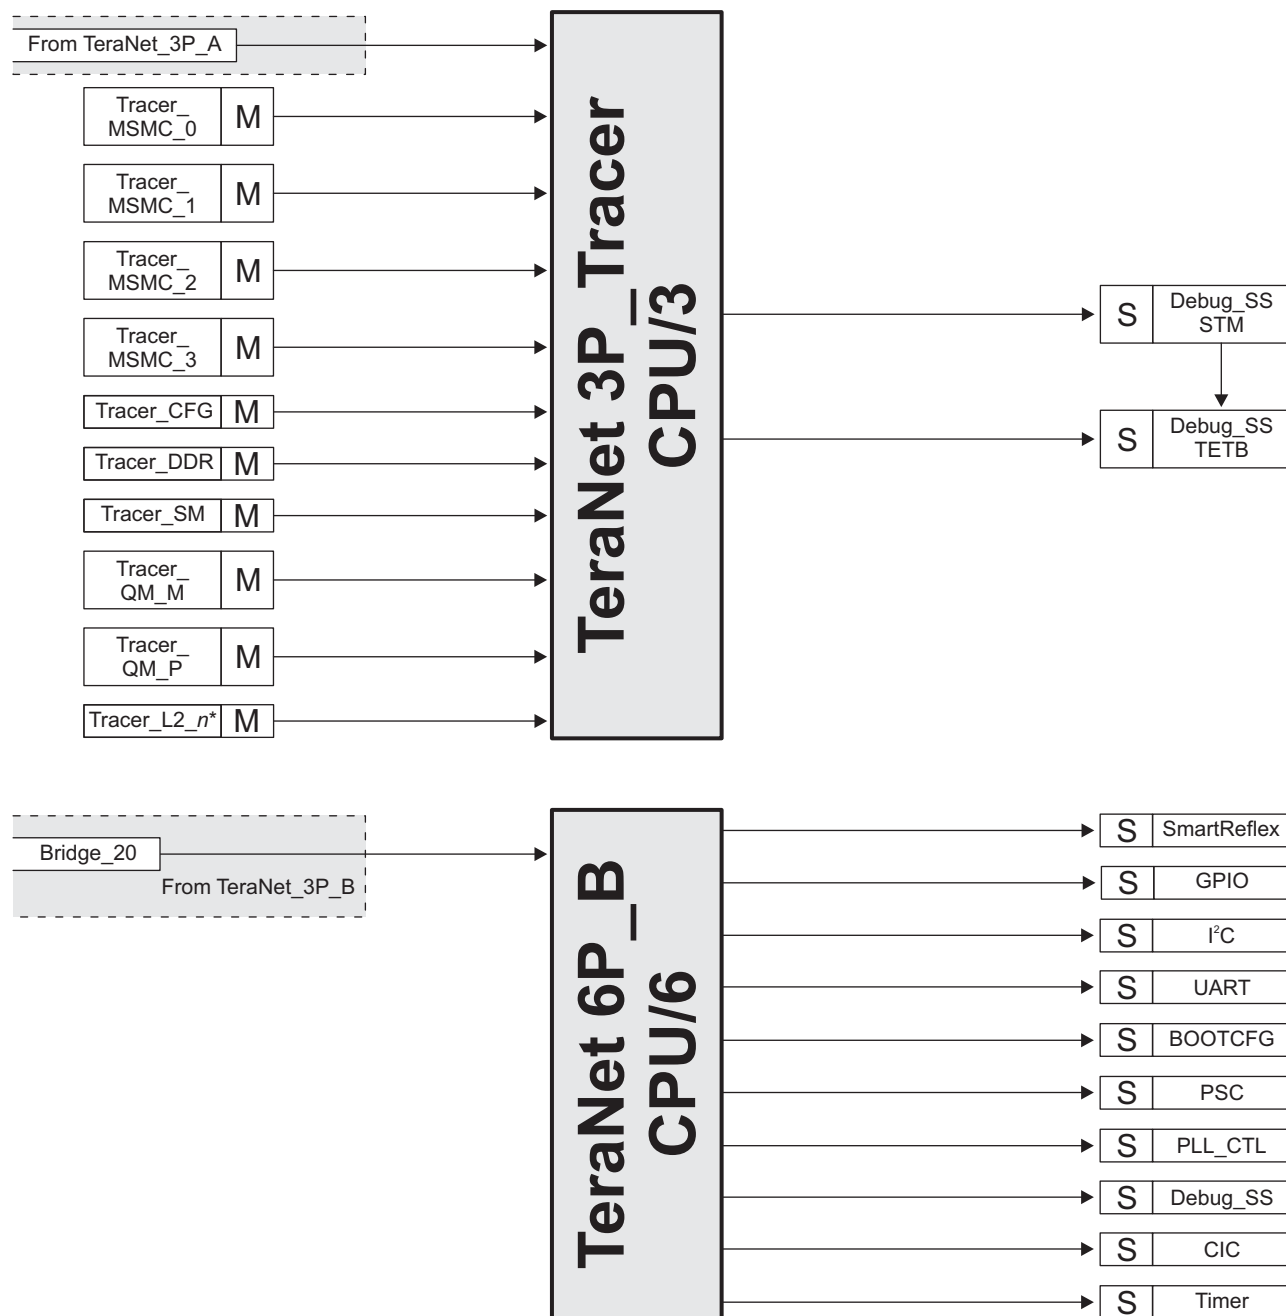 From TeraNet_3P_A
Tracer_
MSMC_0
M
Tracer_
MSMC_1
M
Tracer_
MSMC_2
M
Tracer_
MSMC_3
M
Tracer_CFG M
Tracer_DDR M
Tracer_SM M
Tracer_
QM_M
M
Tracer_
QM_P
M
Tracer_L2_n* M
TeraNet 3P_Tracer
CPU/3
S
Debug_SS
STM
S
Debug_SS
TETB
Bridge_20
From TeraNet_3P_B
TeraNet 6P_B
CPU/6
S SmartReflex
S GPIO
S I²C
S UART
S BOOTCFG
S PSC
S PLL_CTL
S Debug_SS
S CIC
S Timer